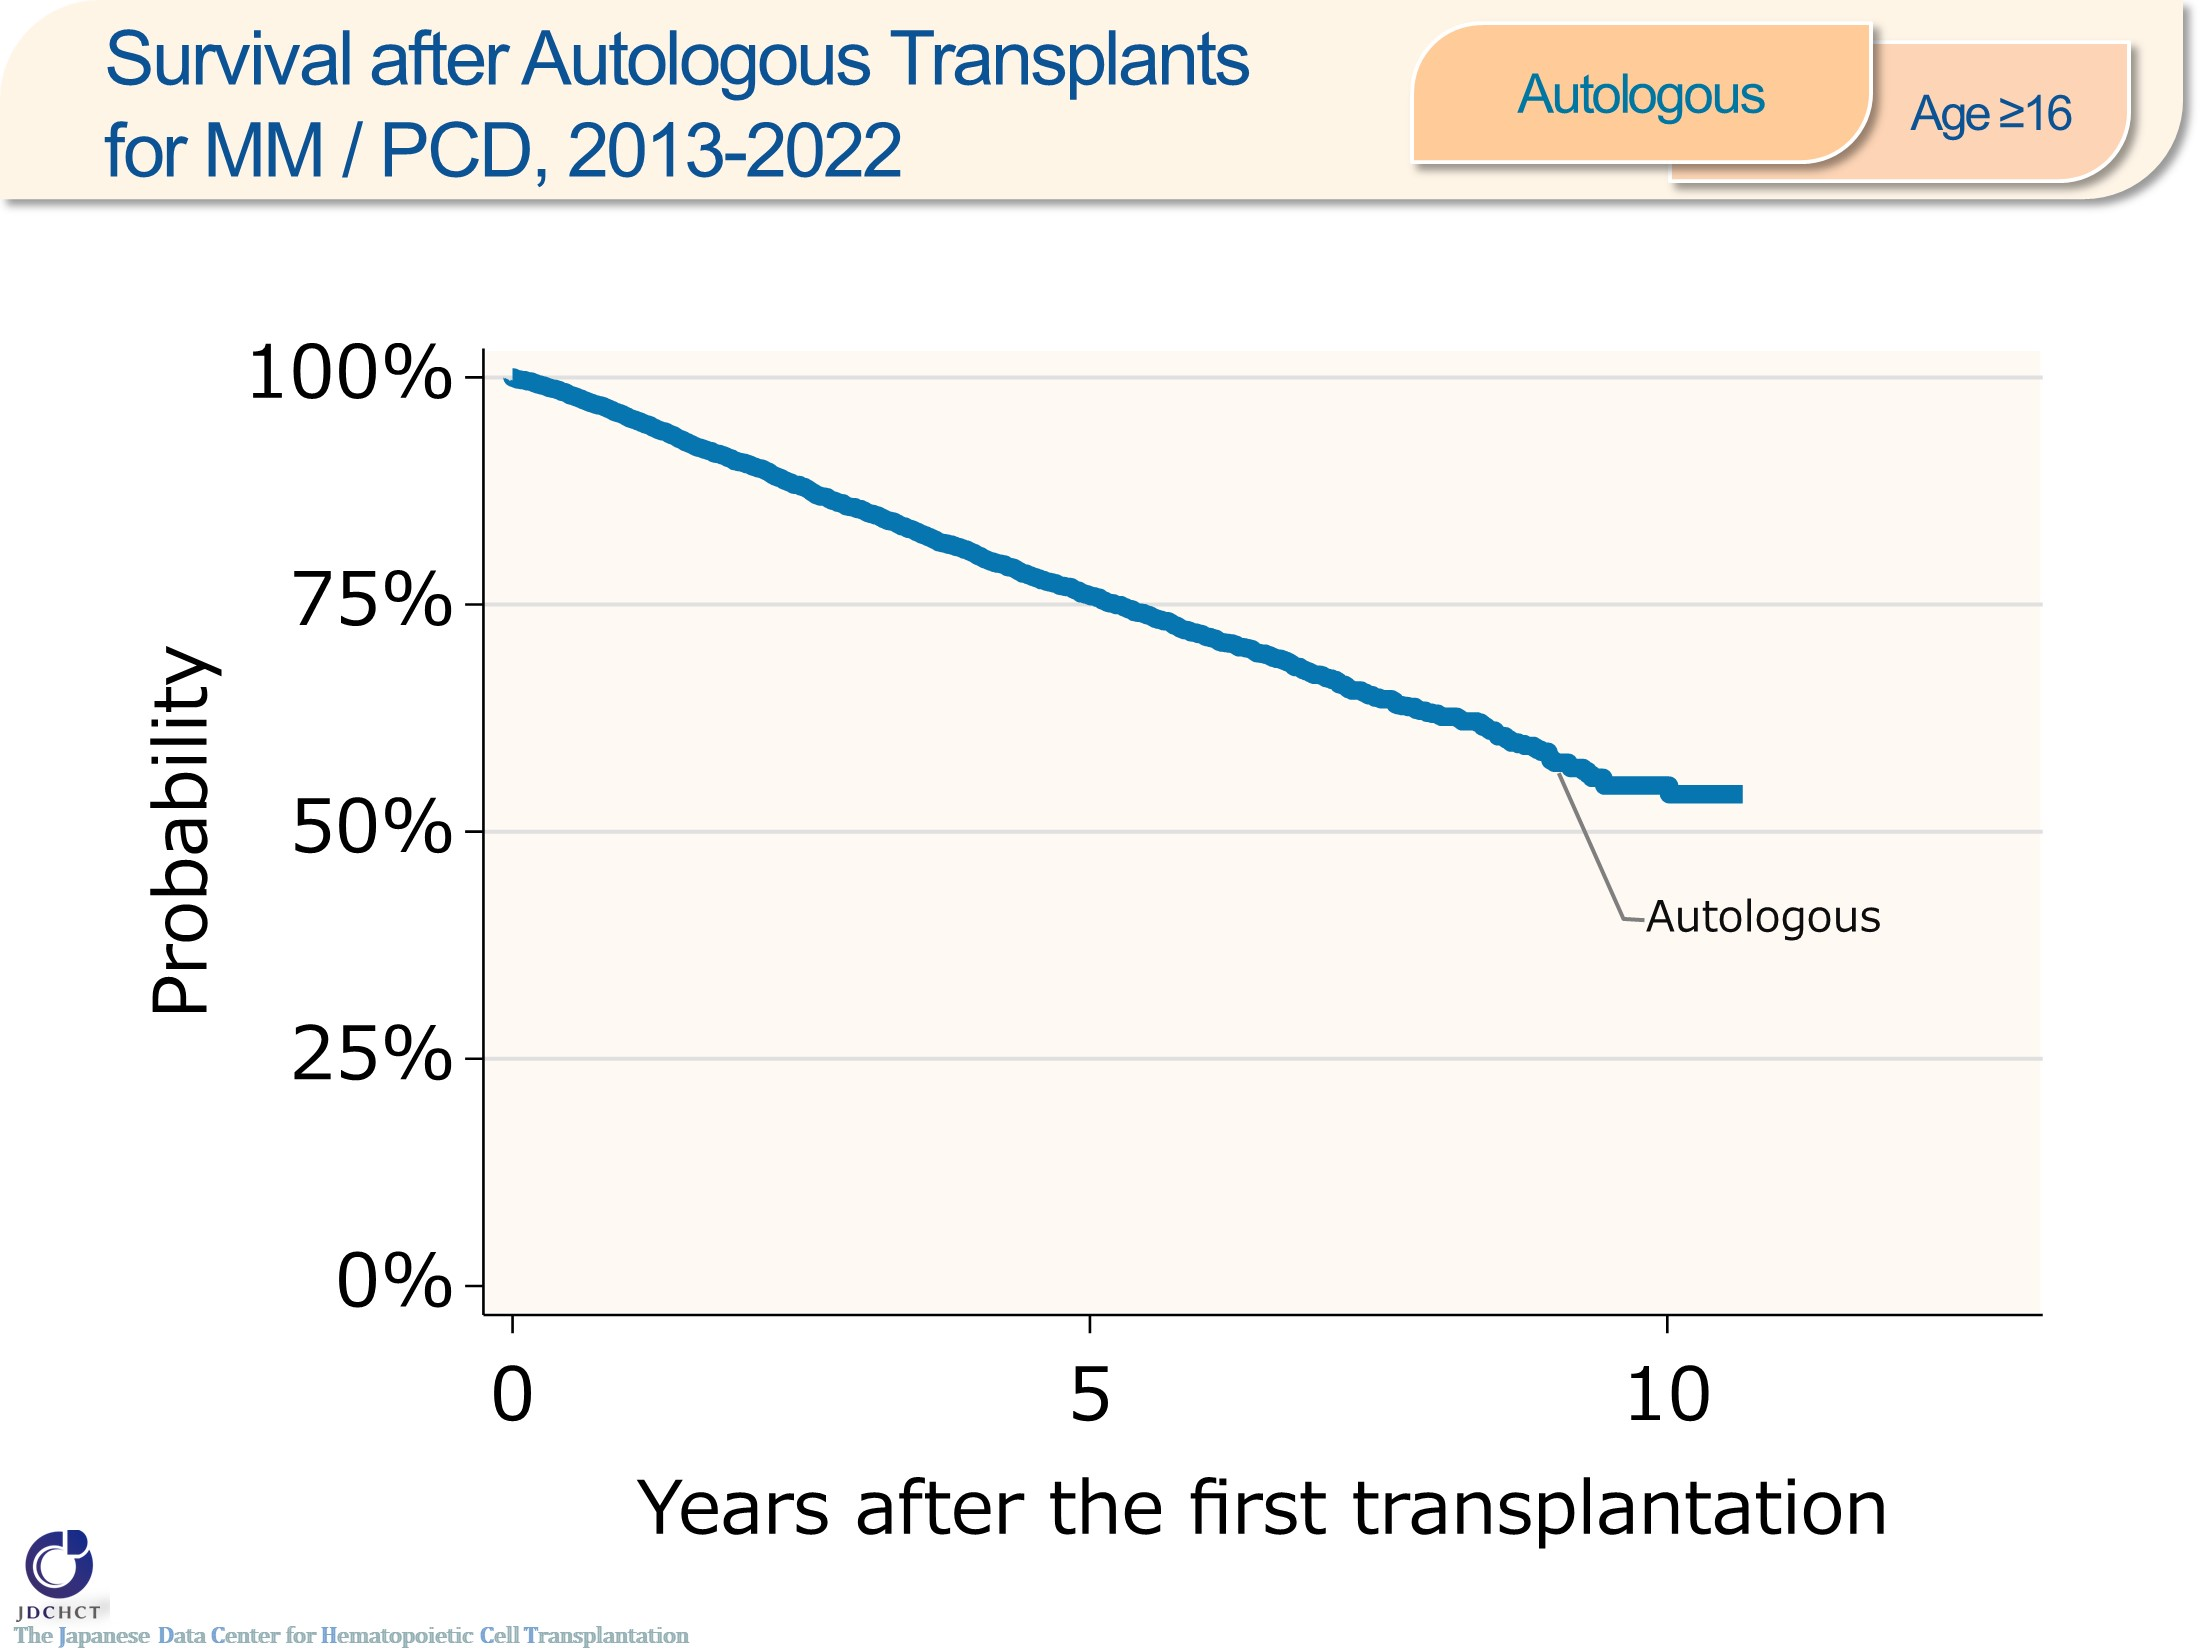 Survival after Autologous Transplants
for MM / PCD, 2013-2022
Autologous
Age ≥16
100%
75%
50%
25%
0%
Probability
Autologous
0 5 10
Years after the first transplantation
JDCHCT
The Japanese Data Center for Hematopoietic Cell Transplantation